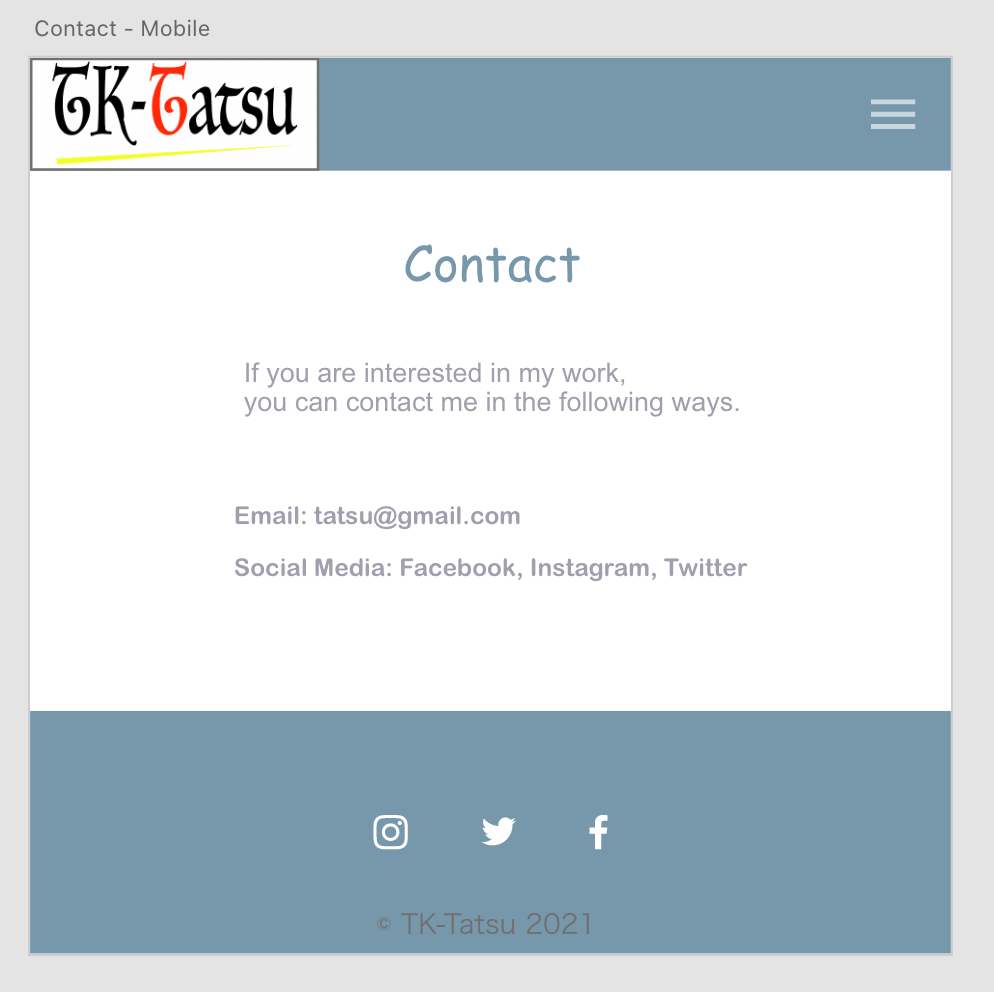 Contact - Mobile
TK-Tatsu
Contact
If you are interested in my work,
you can contact me in the following ways.
Email: tatsu@gmail.com
Social Media: Facebook, Instagram, Twitter
© TK-Tatsu 2021